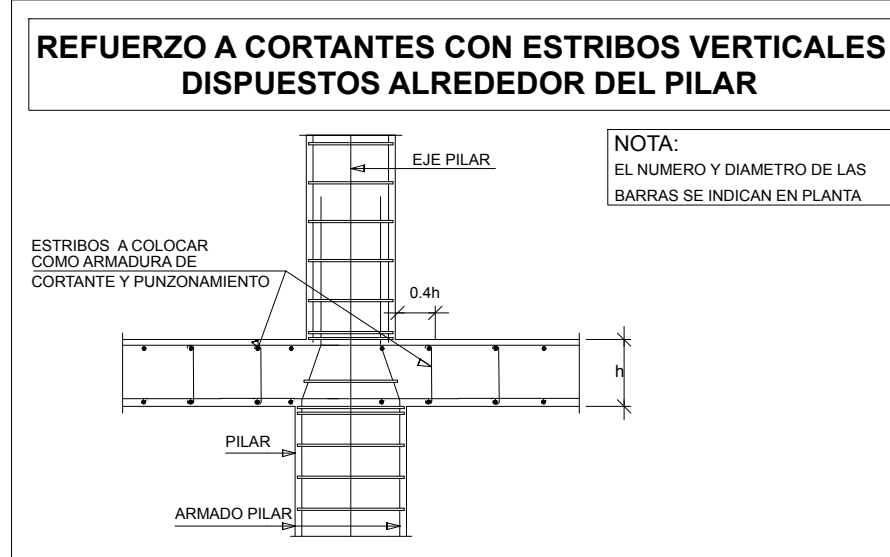 REFUERZO A CORTANTES CON ESTRIBOS VERTICALES
DISPUESTOS ALREDEDOR DEL PILAR
NOTA:
EL NUMERO Y DIAMETRO DE LAS
BARRAS SE INDICAN EN PLANTA
EJE PILAR
ESTRIBOS A COLOCAR
COMO ARMADURA DE
CORTANTE Y PUNZONAMIENTO
0.4h
h
PILAR
ARMADO PILAR